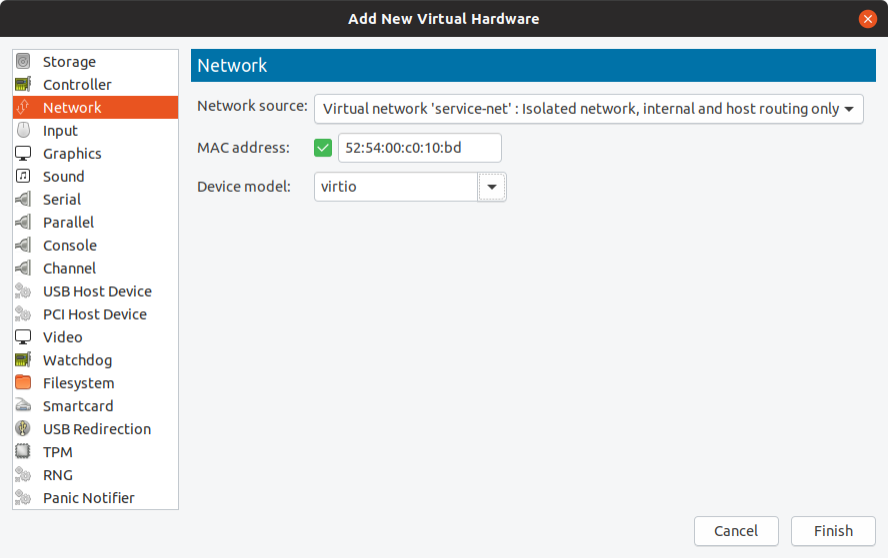 Add New Virtual Hardware
Storage
Controller
Network
Input
Graphics
Sound
Serial
Parallel
Console
Channel
USB Host Device
PCI Host Device
Video
Watchdog
Filesystem
Smartcard
USB Redirection
TPM
RNG
Panic Notifier
Network
Network source: Virtual network 'service-net' : Isolated network, internal and host routing only
MAC address: 52:54:00:c0:10:bd
Device model: virtio
Cancel Finish